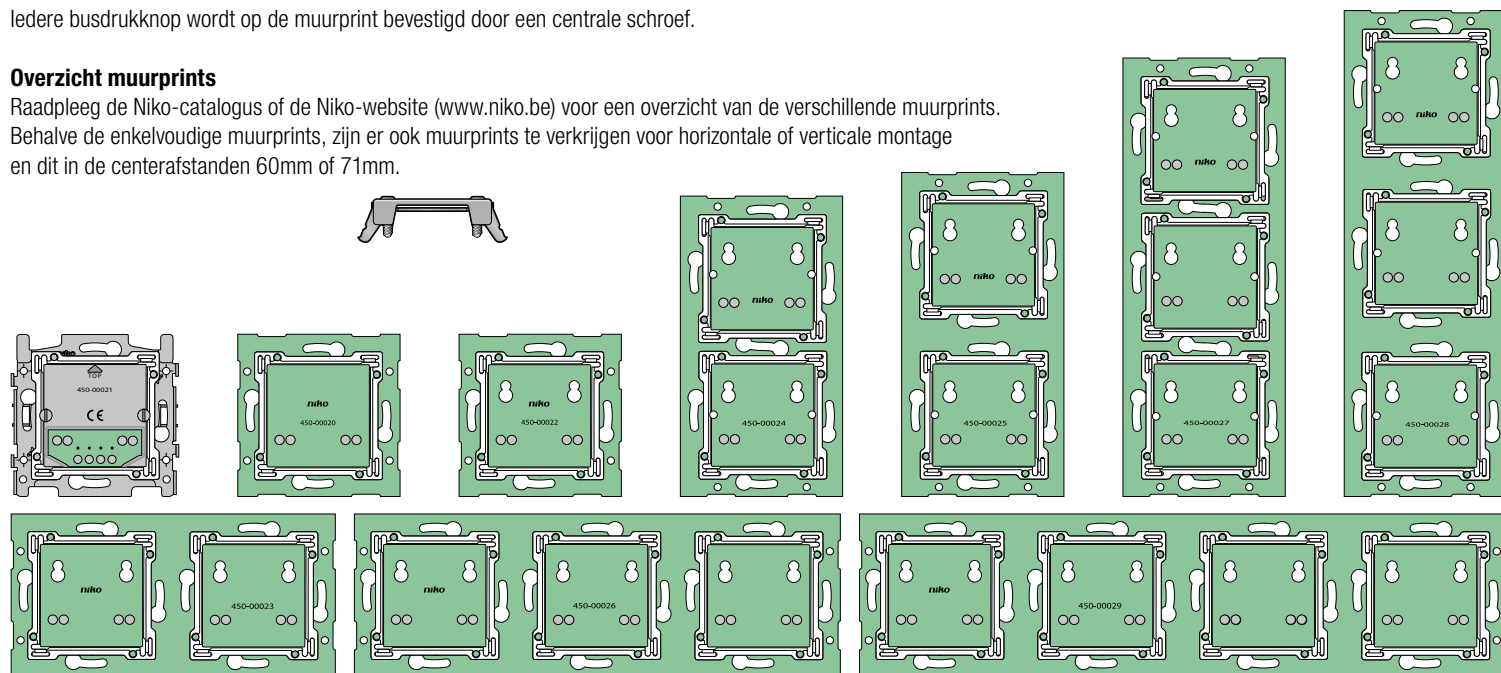 Iedere busdrukknop wordt op de muurprint bevestigd door een centrale schroef.
Overzicht muurprints
Raadpleeg de Niko-catalogus of de Niko-website (www.niko.be) voor een overzicht van de verschillende muurprints.
Behalve de enkelvoudige muurprints, zijn er ook muurprints te verkrijgen voor horizontale of verticale montage
en dit in de centerafstanden 60mm of 71mm.
niko
niko
niko
niko
niko
TOP
450-00021
CE
niko
450-00020
niko
450-00022
450-00024
450-00025
450-00027
450-00028
niko
450-00023
niko
450-00026
niko
450-00029